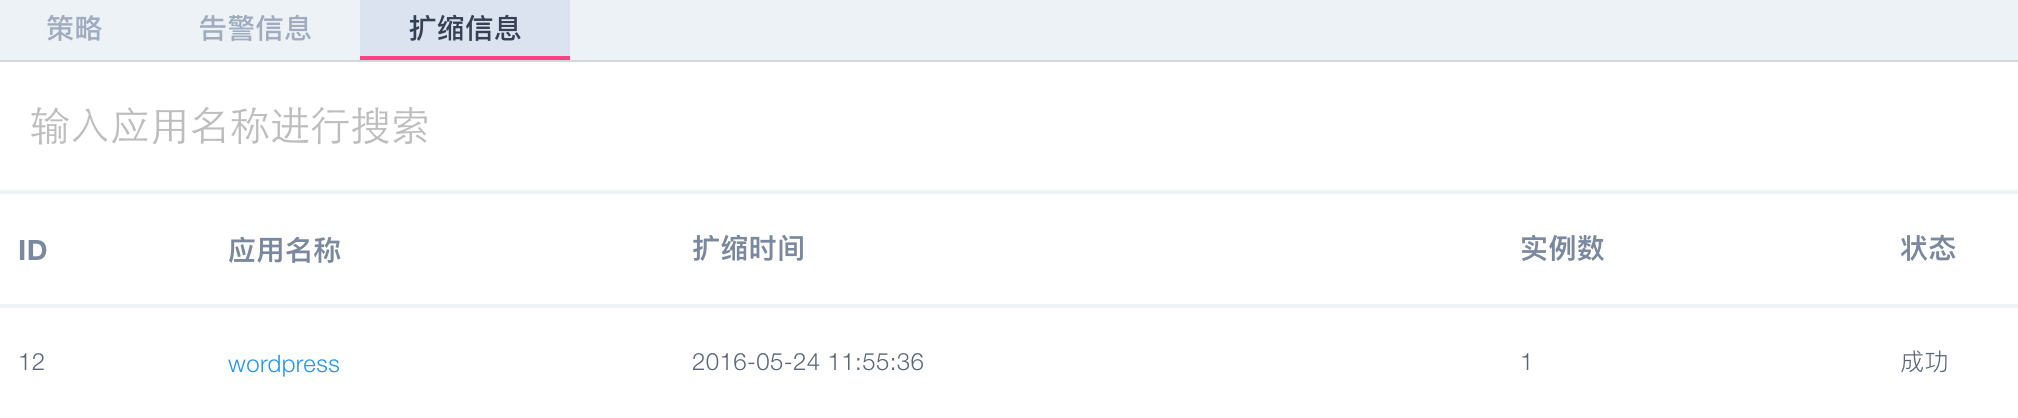 策略 告警信息 扩缩信息
输入应用名称进行搜索
ID 应用名称 扩缩时间 实例数 状态
12 wordpress 2016-05-24 11:55:36 1 成功